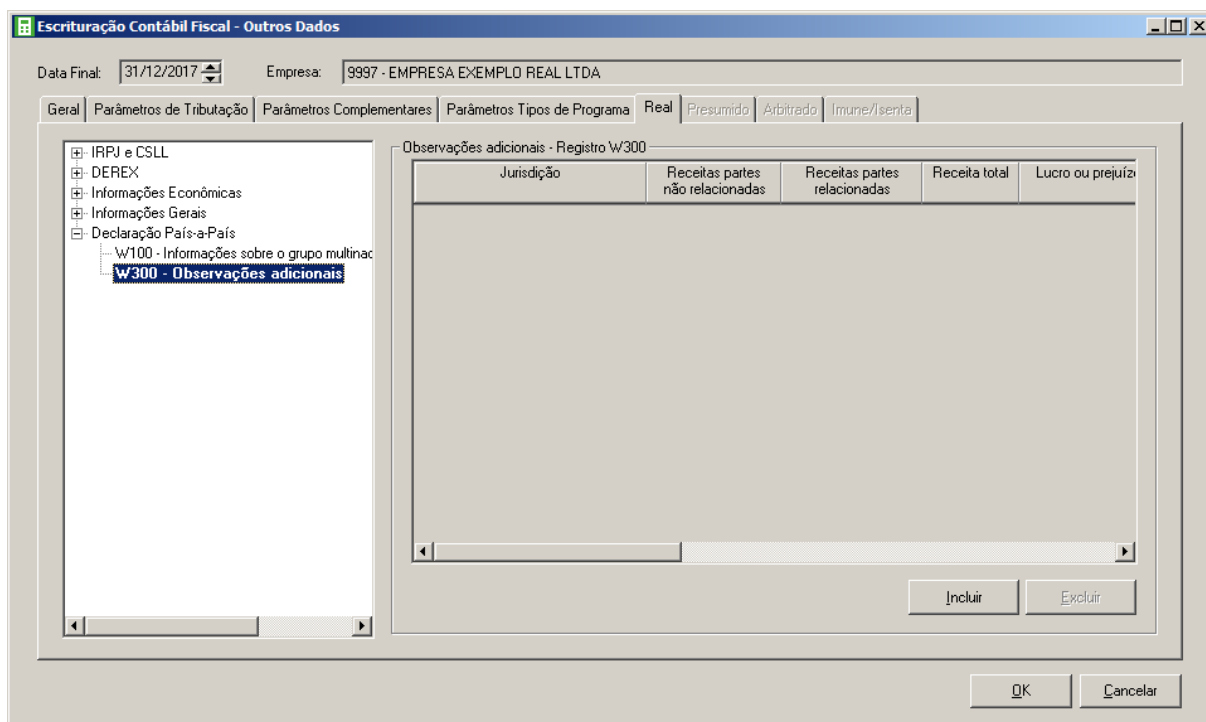 Escrituração Contábil Fiscal - Outros Dados
Data Final: 31/12/2017 Empresa: 9997 - EMPRESA EXEMPLO REAL LTDA
Geral Parâmetros de Tributação Parâmetros Complementares Parâmetros Tipos de Programa Real Presumido Arbitrado Imune/Isenta
IRPJ e CSLL
DEREX
Informações Econômicas
Informações Gerais
Declaração País-a-País
W100 - Informações sobre o grupo multinac
W300 - Observações adicionais
Observações adicionais - Registro W300
Jurisdição Receitas partes não relacionadas Receitas partes relacionadas Receita total Lucro ou prejuízo
Incluir Excluir
OK Cancelar